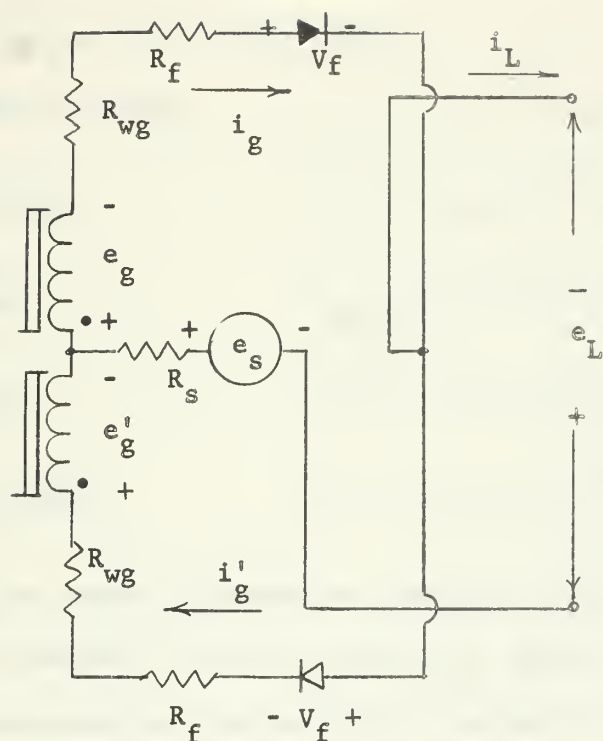 + -
R_f V_f
i_L
R_wg
i_g
-
e_g
+
+ -
e_s
R_s
-
e_L
+
-
e'_g
+
R_wg
i'_g
R_f - V_f +